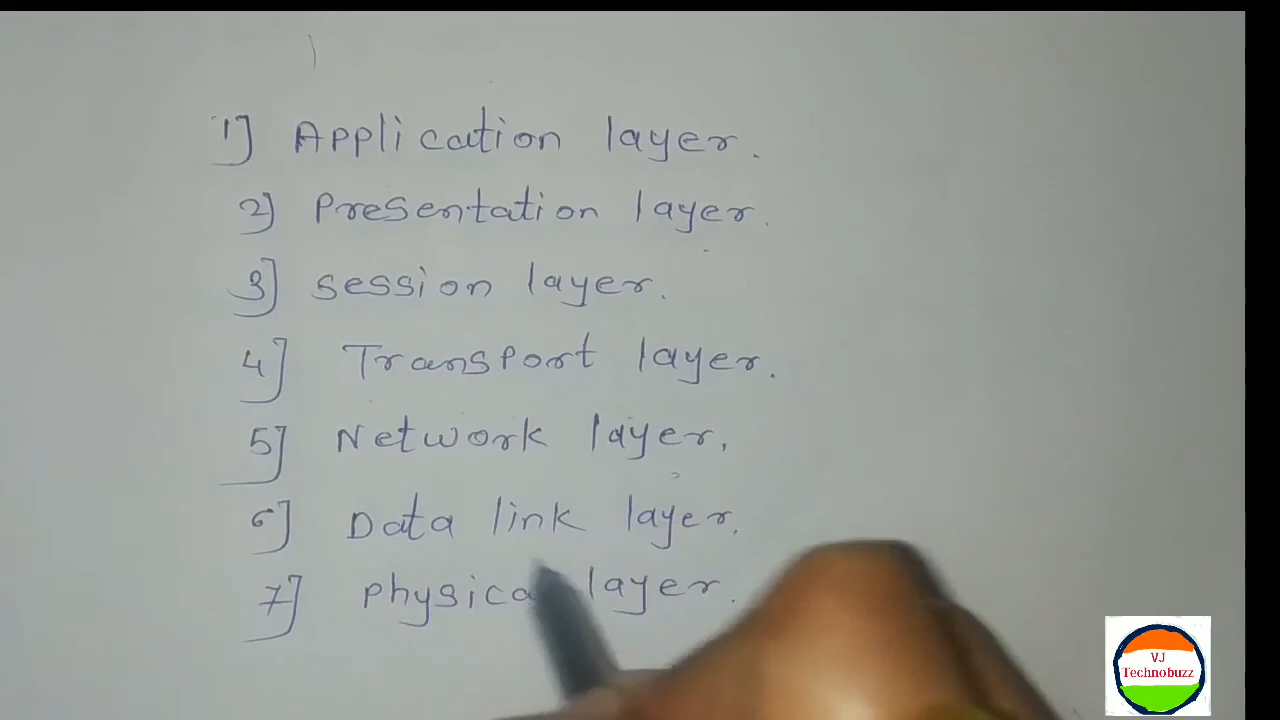 1] Application layer.
2] Presentation layer.
3] session layer.
4] Transport layer.
5] Network layer.
6] Data link layer.
7] Physical layer.
VJ
Technobuzz